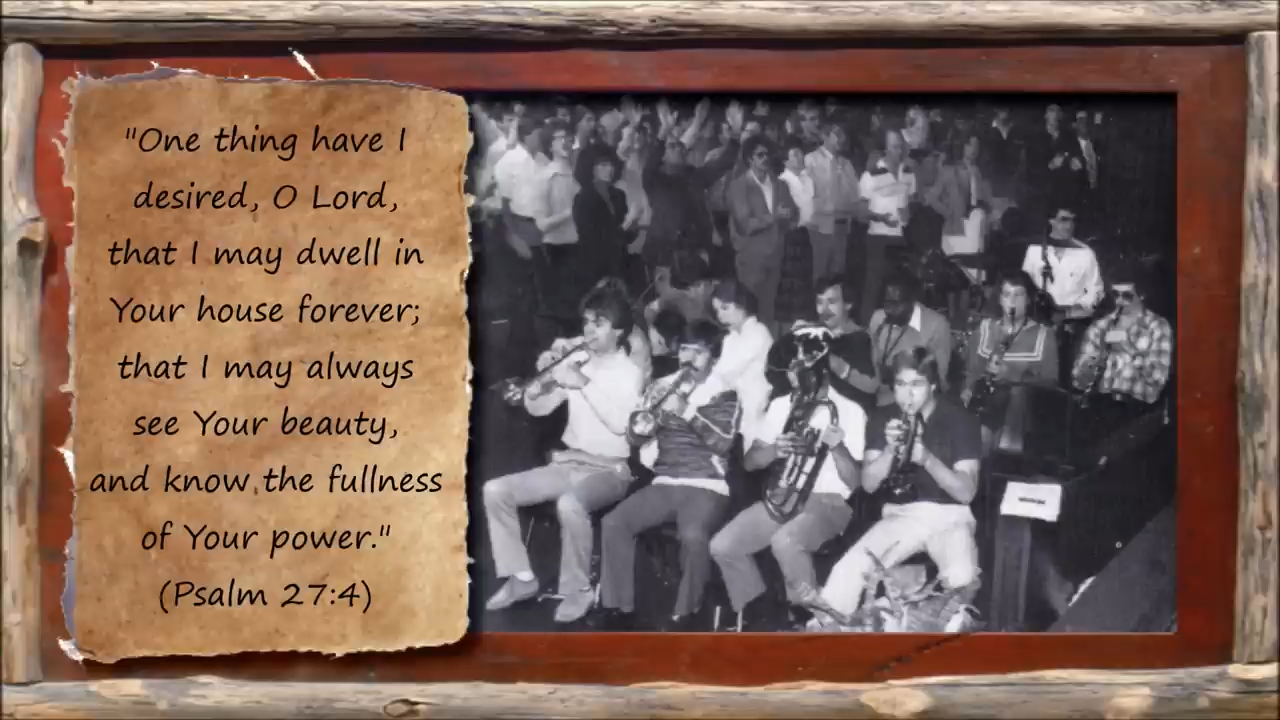 "One thing have I
desired, O Lord,
that I may dwell in
Your house forever;
that I may always
see Your beauty,
and know the fullness
of Your power."
(Psalm 27:4)